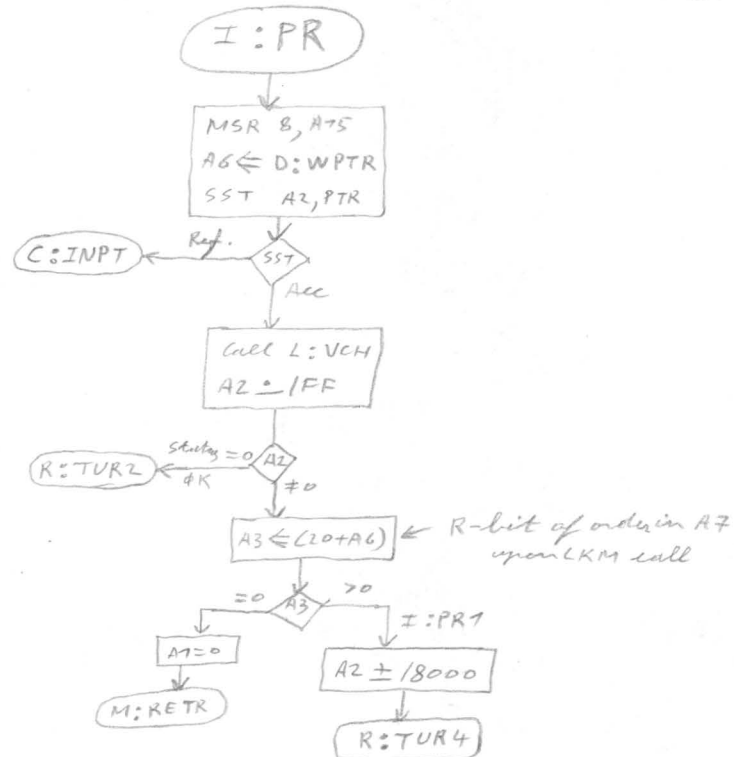 I:PR
MSR 8, A15
A6 ⇐ D:WPTR
SST A2, PTR
Ref.
C:INPT
SST
Acc
Call L:VCH
A2 ∸ /FF
Status = 0
A2
R:TUR2
φK
≠0
A3 ⇐ (20+A6)
← R-bit of order in A7
upon LKM call
=0
A3
>0
I:PR1
A1=0
A2 ± /8000
M:RETR
R:TUR4